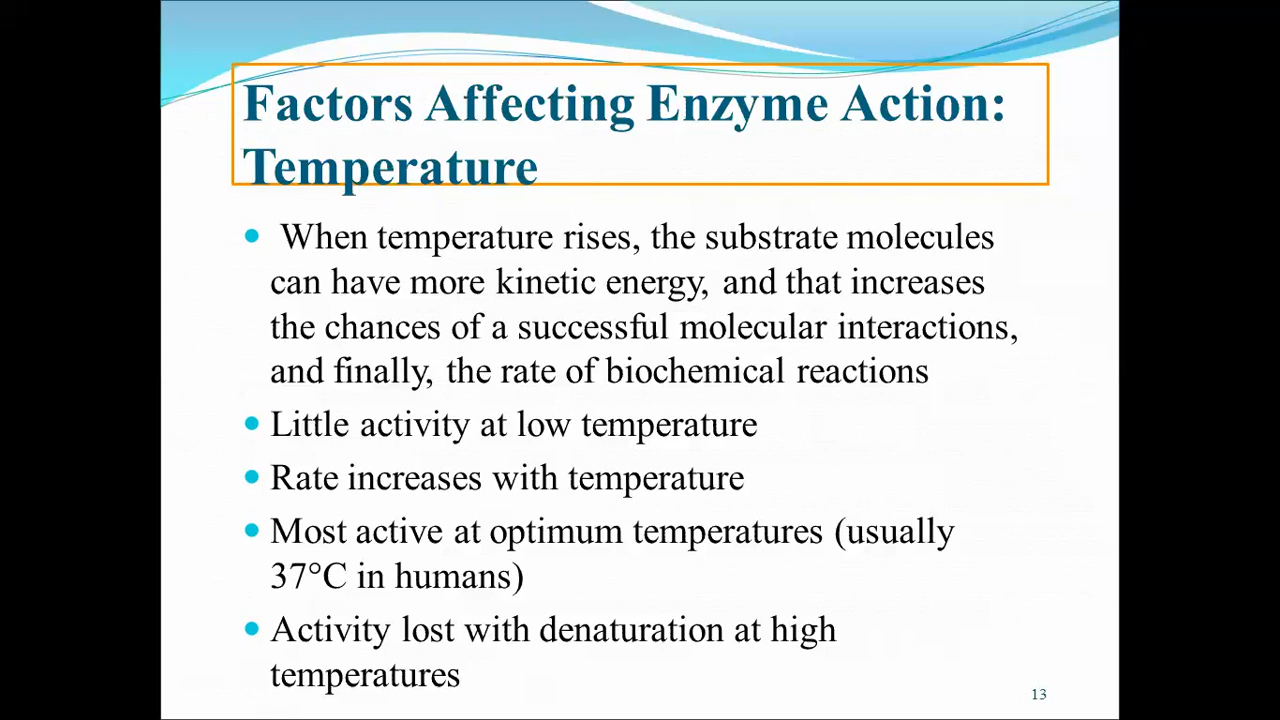 Factors Affecting Enzyme Action:
Temperature
• When temperature rises, the substrate molecules
can have more kinetic energy, and that increases
the chances of a successful molecular interactions,
and finally, the rate of biochemical reactions
• Little activity at low temperature
• Rate increases with temperature
• Most active at optimum temperatures (usually
37°C in humans)
• Activity lost with denaturation at high
temperatures
13